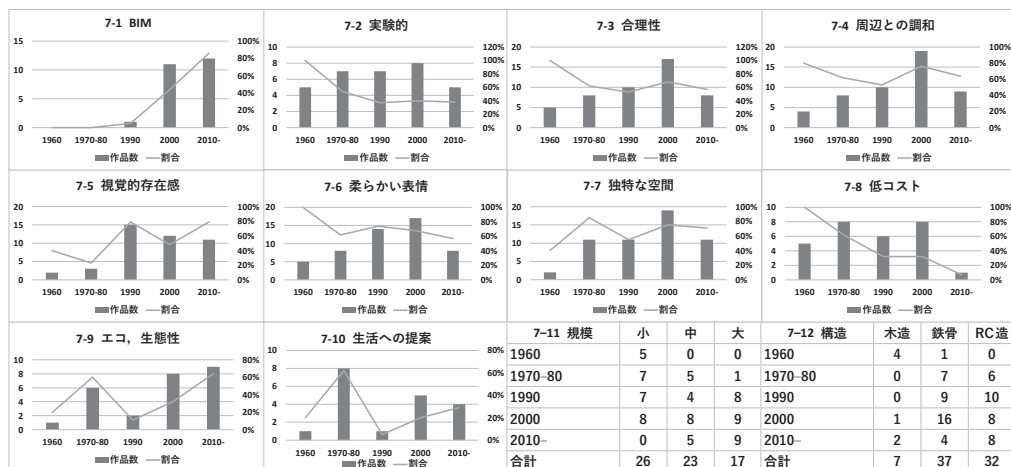 7-1 BIM
15
10
5
0
100%
80%
60%
40%
20%
0%
1960 1970-80 1990 2000 2010-
作品数 割合
7-2 実験的
10
8
6
4
2
0
120%
100%
80%
60%
40%
20%
0%
1960 1970-80 1990 2000 2010-
作品数 割合
7-3 合理性
20
15
10
5
0
120%
100%
80%
60%
40%
20%
0%
1960 1970-80 1990 2000 2010-
作品数 割合
7-4 周辺との調和
20
15
10
5
0
100%
80%
60%
40%
20%
0%
1960 1970-80 1990 2000 2010-
作品数 割合
7-5 視覚的存在感
20
15
10
5
0
100%
80%
60%
40%
20%
0%
1960 1970-80 1990 2000 2010-
作品数 割合
7-6 柔らかい表情
20
15
10
5
0
100%
80%
60%
40%
20%
0%
1960 1970-80 1990 2000 2010-
作品数 割合
7-7 独特な空間
20
15
10
5
0
100%
80%
60%
40%
20%
0%
1960 1970-80 1990 2000 2010-
作品数 割合
7-8 低コスト
10
8
6
4
2
0
100%
80%
60%
40%
20%
0%
1960 1970-80 1990 2000 2010-
作品数 割合
7-9 エコ，生態性
10
8
6
4
2
0
80%
60%
40%
20%
0%
1960 1970-80 1990 2000 2010-
作品数 割合
7-10 生活への提案
10
8
6
4
2
0
80%
60%
40%
20%
0%
1960 1970-80 1990 2000 2010-
作品数 割合
7–11 規模 小 中 大
1960 5 0 0
1970–80 7 5 1
1990 7 4 8
2000 8 8 9
2010– 0 5 9
合計 26 23 17
7–12 構造 木造 鉄骨 RC造
1960 4 1 0
1970–80 0 7 6
1990 0 9 10
2000 1 16 8
2010– 2 4 8
合計 7 37 32